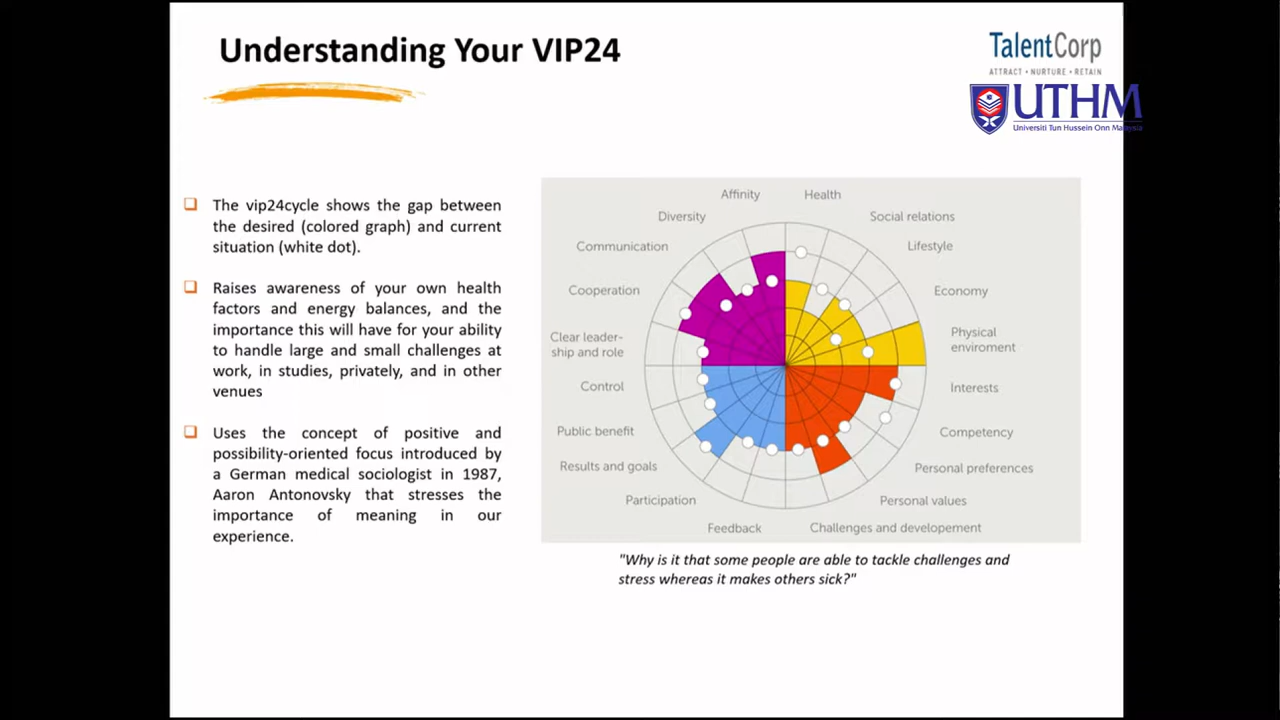 Understanding Your VIP24
TalentCorp
ATTRACT • NURTURE • RETAIN
UTHM
Universiti Tun Hussein Onn Malaysia
The vip24cycle shows the gap between
the desired (colored graph) and current
situation (white dot).
Raises awareness of your own health
factors and energy balances, and the
importance this will have for your ability
to handle large and small challenges at
work, in studies, privately, and in other
venues
Uses the concept of positive and
possibility-oriented focus introduced by
a German medical sociologist in 1987,
Aaron Antonovsky that stresses the
importance of meaning in our
experience.
Affinity
Health
Diversity
Social relations
Communication
Lifestyle
Cooperation
Economy
Clear leader-
ship and role
Physical
enviroment
Control
Interests
Public benefit
Competency
Results and goals
Personal preferences
Participation
Personal values
Feedback
Challenges and developement
"Why is it that some people are able to tackle challenges and
stress whereas it makes others sick?"